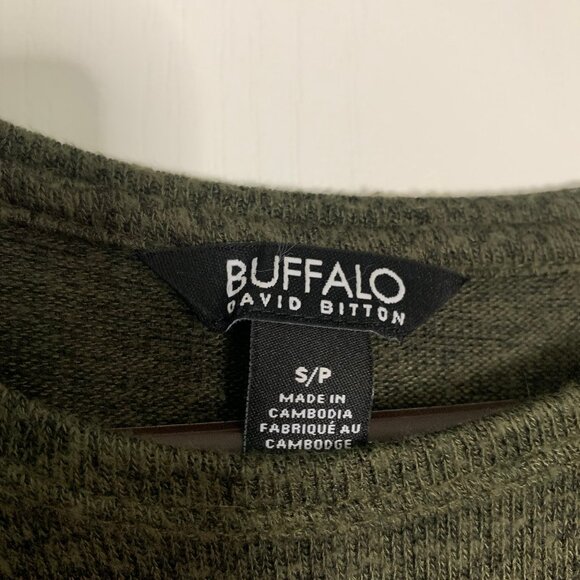 BUFFALO
DAVID BITTON
S/P
MADE IN
CAMBODIA
FABRIQUÉ AU
CAMBODGE